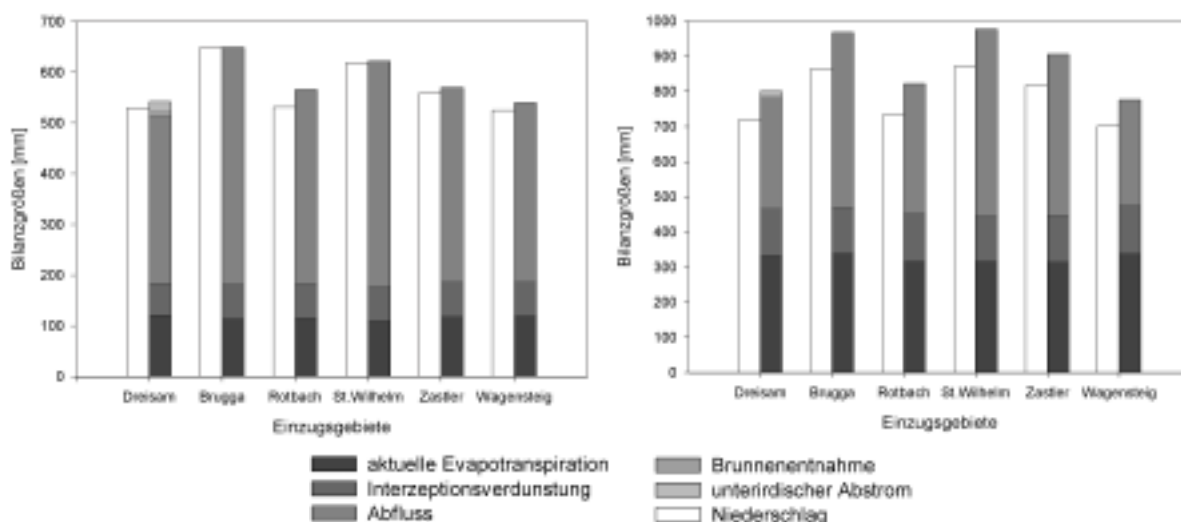 700
600
500
400
300
200
100
0
Bilanzgrößen [mm]
Dreisam Brugga Rotbach St.Wilhelm Zastler Wagensteig
Einzugsgebiete
1000
900
800
700
600
500
400
300
200
100
0
Bilanzgrößen [mm]
Dreisam Brugga Rotbach St.Wilhelm Zastler Wagensteig
Einzugsgebiete
aktuelle Evapotranspiration
Interzeptionsverdunstung
Abfluss
Brunnenentnahme
unterirdischer Abstrom
Niederschlag